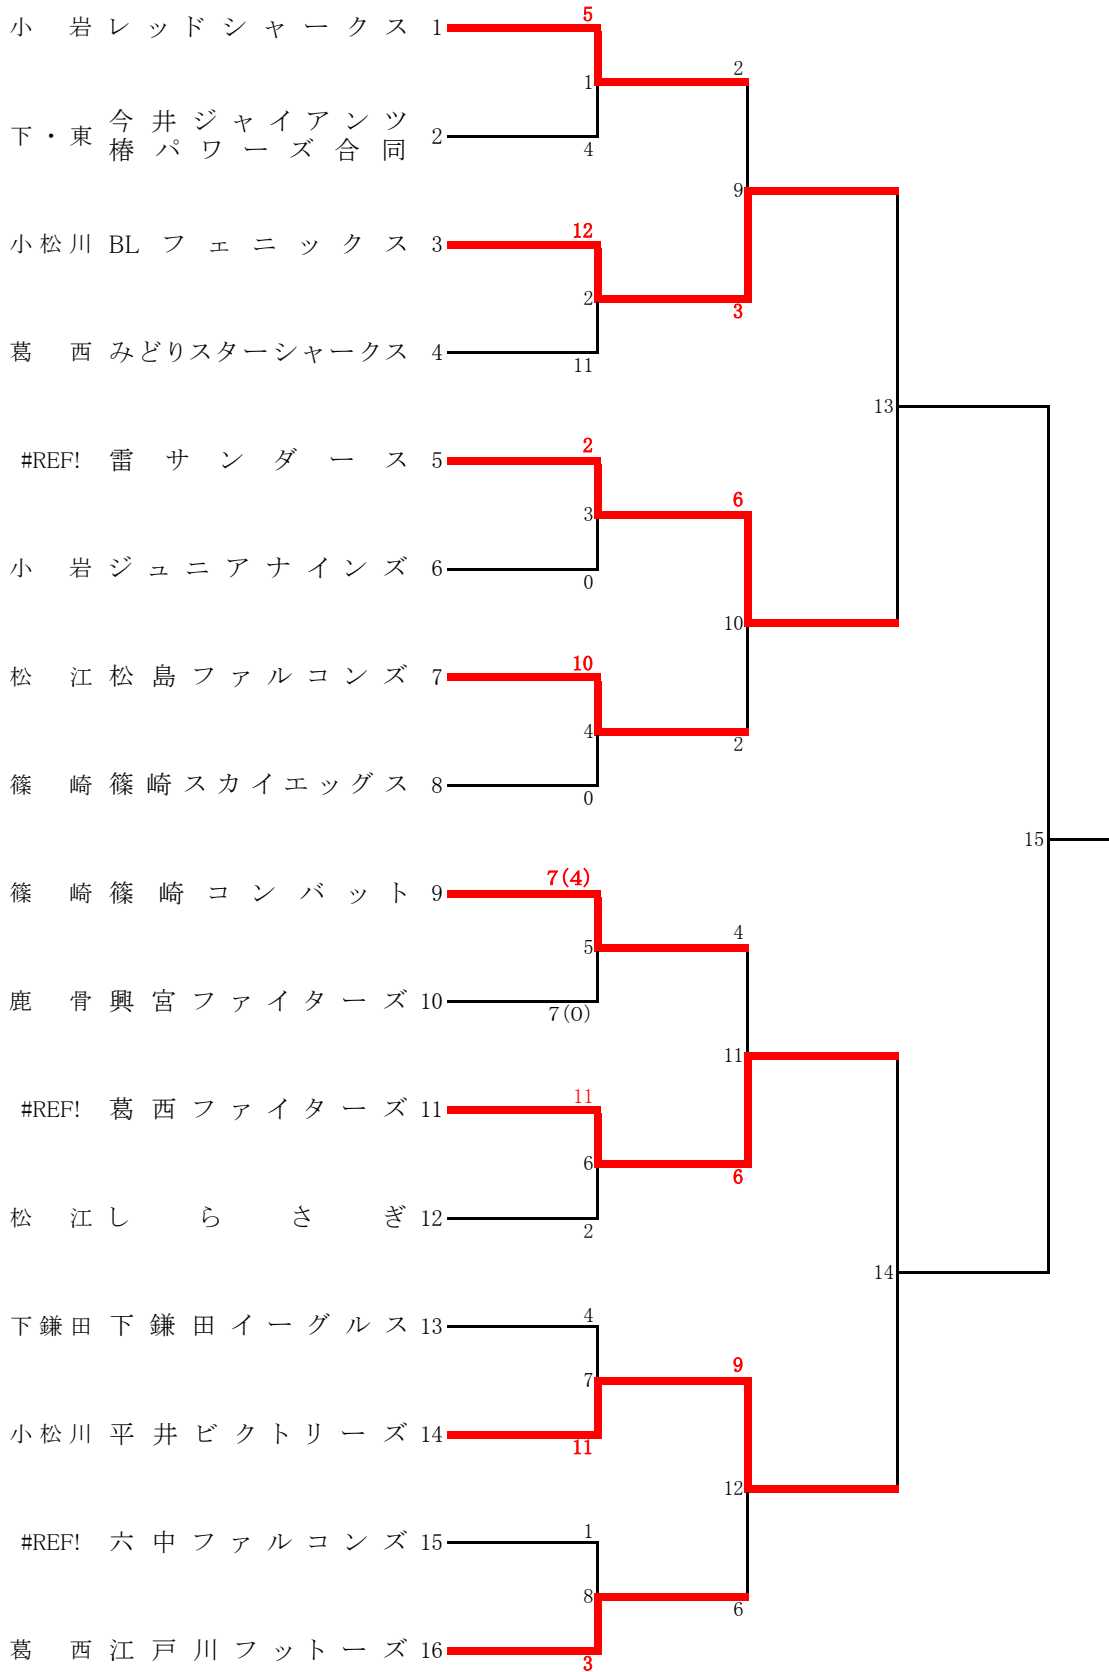 5
小 岩 レッドシャークス 1
2
1
下・東 今井ジャイアンツ 2
椿パワーズ合同
4
9
12
小松川 BL フェニックス 3
2
3
葛 西 みどりスターシャークス 4
11
13
2
#REF! 雷サンダース 5
6
3
小 岩 ジュニアナインズ 6
0
10
10
松 江 松島ファルコンズ 7
4
2
篠 崎 篠崎スカイエッグス 8
0
15
7(4)
篠 崎 篠崎コンバット 9
4
5
鹿 骨 興宮ファイターズ 10
7(0)
11
11
#REF! 葛西ファイターズ 11
6
6
松 江 しらさぎ 12
2
14
4
下鎌田 下鎌田イーグルス 13
9
7
小松川 平井ビクトリーズ 14
11
12
1
#REF! 六中ファルコンズ 15
8
6
葛 西 江戸川フットーズ 16
3